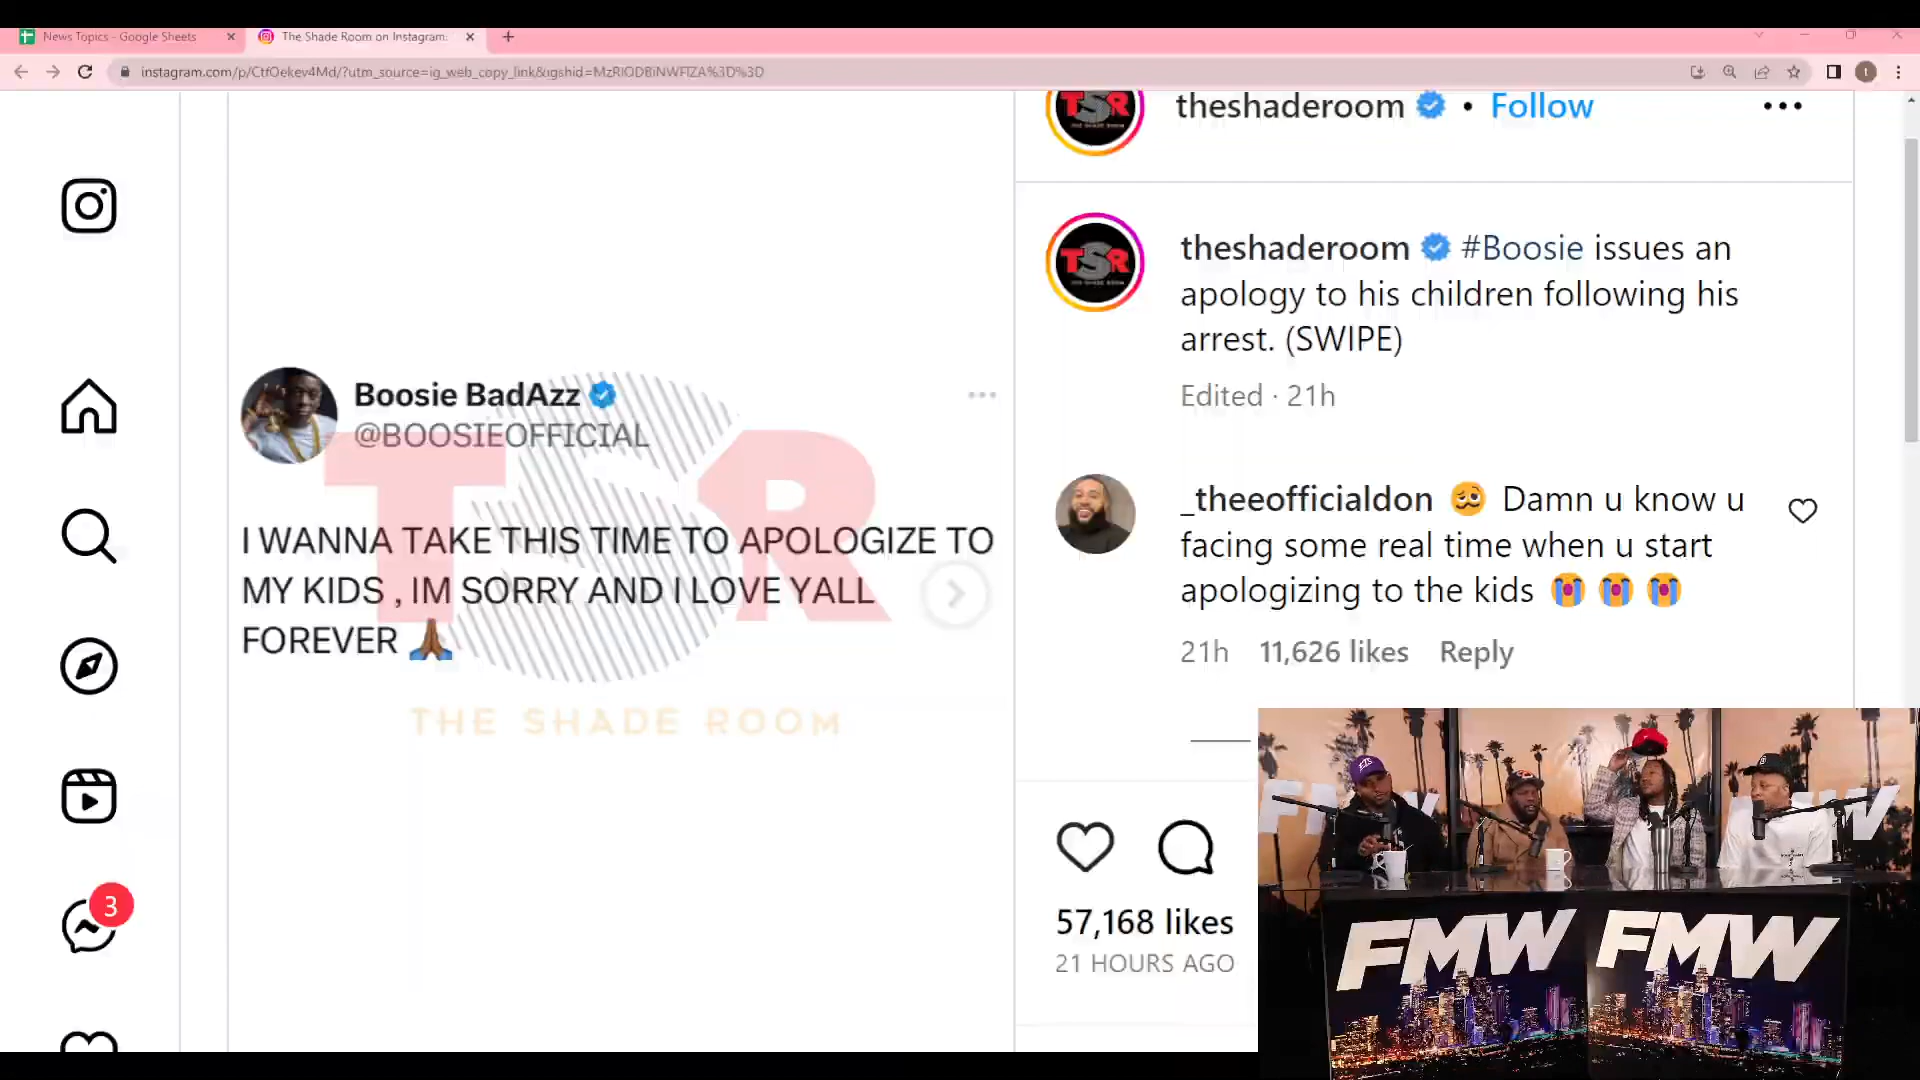 News Topics - Google Sheets
The Shade Room on Instagram:
instagram.com/p/CtfOekev4Md/?utm_source=ig_web_copy_link&igshid=MzRlODBiNWFlZA%3D%3D
t
theshaderoom • Follow
TSR
theshaderoom #Boosie issues an
apology to his children following his
arrest. (SWIPE)
Edited · 21h
TSR
Boosie BadAzz
@BOOSIEOFFICIAL
TSR
I WANNA TAKE THIS TIME TO APOLOGIZE TO
MY KIDS , IM SORRY AND I LOVE YALL
FOREVER 🙏🏾
THE SHADE ROOM
_theeofficialdon 🥴 Damn u know u
facing some real time when u start
apologizing to the kids 😭 😭 😭
21h 11,626 likes Reply
3
57,168 likes
21 HOURS AGO
FMW FMW